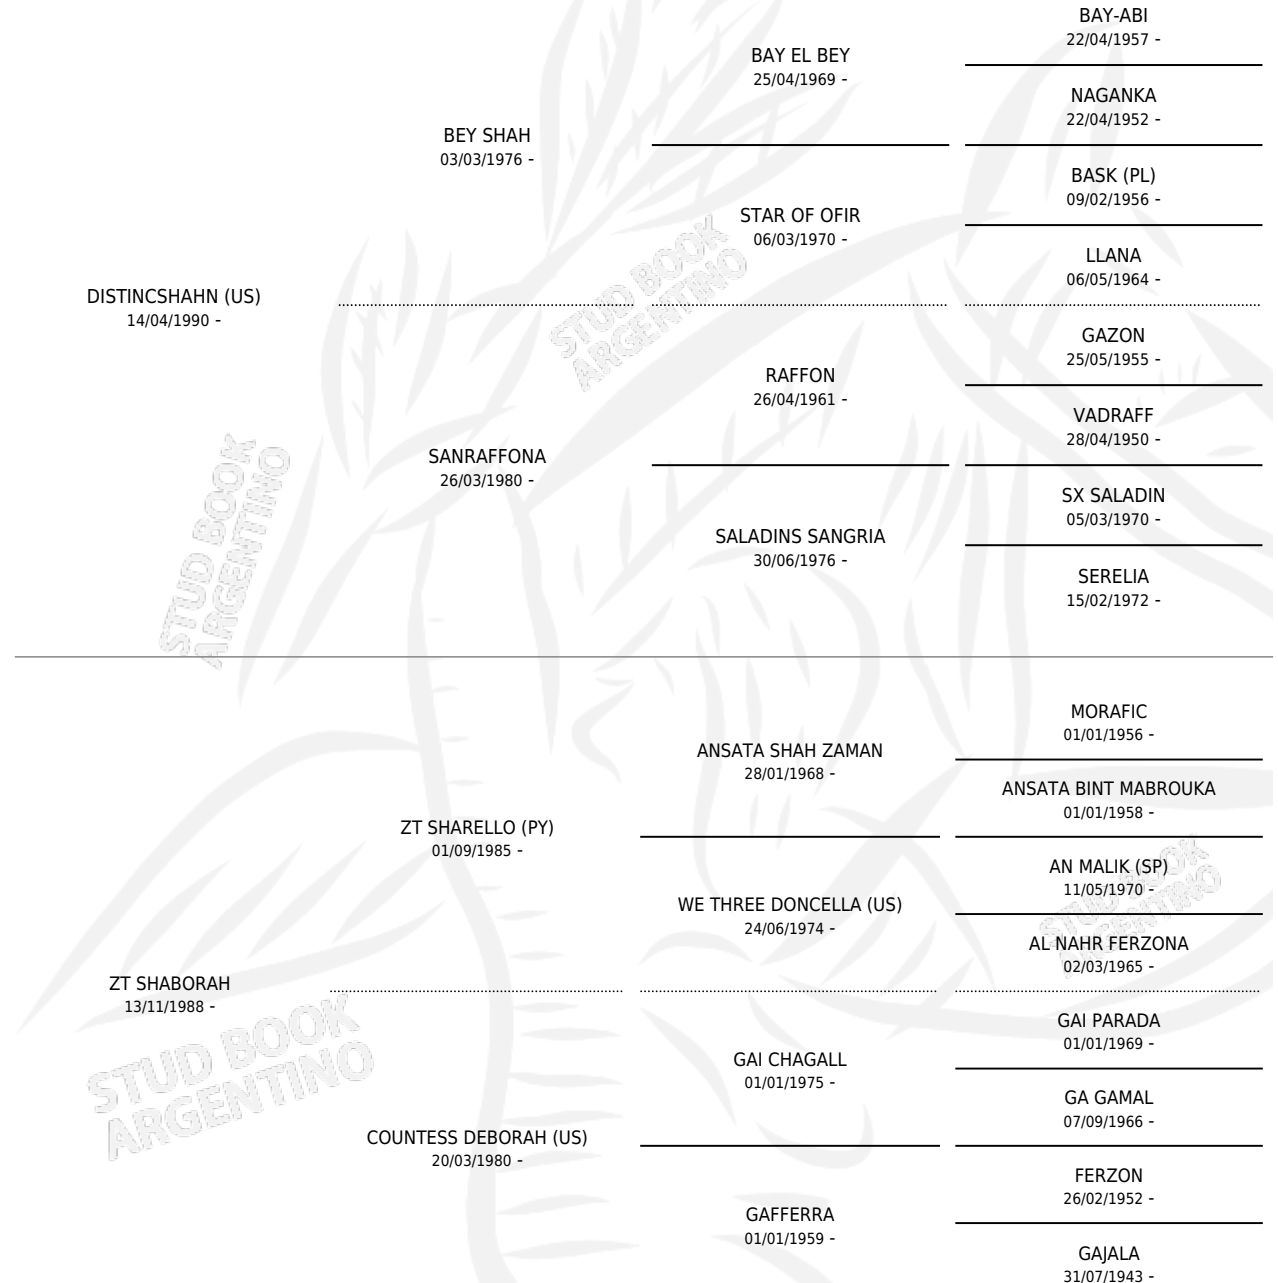 BAY-ABI
22/04/1957 -
BAY EL BEY
25/04/1969 -
NAGANKA
22/04/1952 -
BEY SHAH
03/03/1976 -
BASK (PL)
09/02/1956 -
STAR OF OFIR
06/03/1970 -
LLANA
06/05/1964 -
DISTINCSHAHN (US)
14/04/1990 -
GAZON
25/05/1955 -
RAFFON
26/04/1961 -
VADRAFF
28/04/1950 -
SANRAFFONA
26/03/1980 -
SX SALADIN
05/03/1970 -
SALADINS SANGRIA
30/06/1976 -
SERELIA
15/02/1972 -
MORAFIC
01/01/1956 -
ANSATA SHAH ZAMAN
28/01/1968 -
ANSATA BINT MABROUKA
01/01/1958 -
ZT SHARELLO (PY)
01/09/1985 -
AN MALIK (SP)
11/05/1970 -
WE THREE DONCELLA (US)
24/06/1974 -
AL NAHR FERZONA
02/03/1965 -
ZT SHABORAH
13/11/1988 -
GAI PARADA
01/01/1969 -
GAI CHAGALL
01/01/1975 -
GA GAMAL
07/09/1966 -
COUNTESS DEBORAH (US)
20/03/1980 -
FERZON
26/02/1952 -
GAFFERRA
01/01/1959 -
GAJALA
31/07/1943 -
STUD BOOK
ARGENTINO
STUD BOOK
ARGENTINO
STUD BOOK
ARGENTINO
STUD BOOK
ARGENTINO